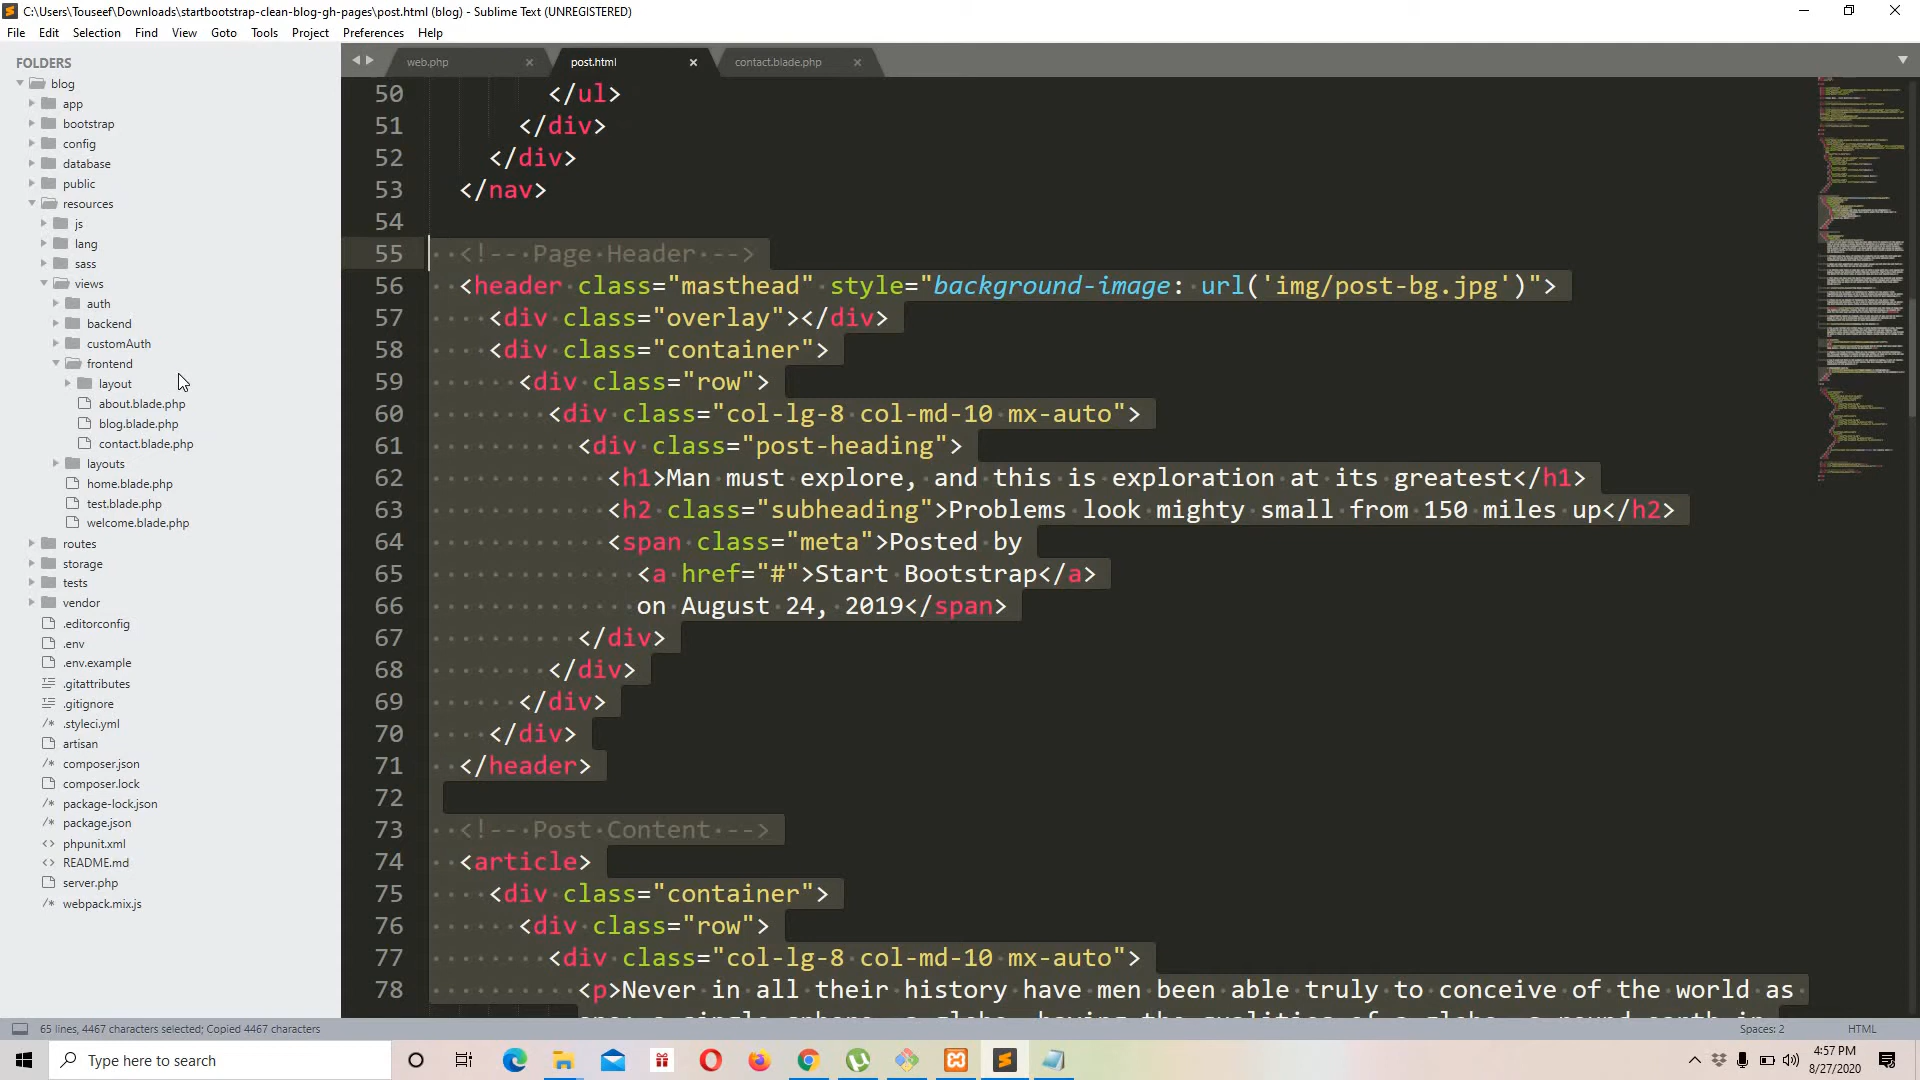 C:\Users\Touseef\Downloads\startbootstrap-clean-blog-gh-pages\post.html (blog) - Sublime Text (UNREGISTERED)
File Edit Selection Find View Goto Tools Project Preferences Help
FOLDERS
blog
app
bootstrap
config
database
public
resources
js
lang
sass
views
auth
backend
customAuth
frontend
layout
about.blade.php
blog.blade.php
contact.blade.php
layouts
home.blade.php
test.blade.php
welcome.blade.php
routes
storage
tests
vendor
.editorconfig
.env
.env.example
.gitattributes
.gitignore
.styleci.yml
artisan
composer.json
composer.lock
package-lock.json
package.json
phpunit.xml
README.md
server.php
webpack.mix.js
web.php post.html contact.blade.php
50 </ul>
51 </div>
52 </div>
53 </nav>
54
55 <!-- Page Header -->
56 <header class="masthead" style="background-image: url('img/post-bg.jpg')">
57 <div class="overlay"></div>
58 <div class="container">
59 <div class="row">
60 <div class="col-lg-8 col-md-10 mx-auto">
61 <div class="post-heading">
62 <h1>Man must explore, and this is exploration at its greatest</h1>
63 <h2 class="subheading">Problems look mighty small from 150 miles up</h2>
64 <span class="meta">Posted by
65 <a href="#">Start Bootstrap</a>
66 on August 24, 2019</span>
67 </div>
68 </div>
69 </div>
70 </div>
71 </header>
72
73 <!-- Post Content -->
74 <article>
75 <div class="container">
76 <div class="row">
77 <div class="col-lg-8 col-md-10 mx-auto">
78 <p>Never in all their history have men been able truly to conceive of the world as
65 lines, 4467 characters selected; Copied 4467 characters Spaces: 2 HTML
Type here to search
4:57 PM
8/27/2020